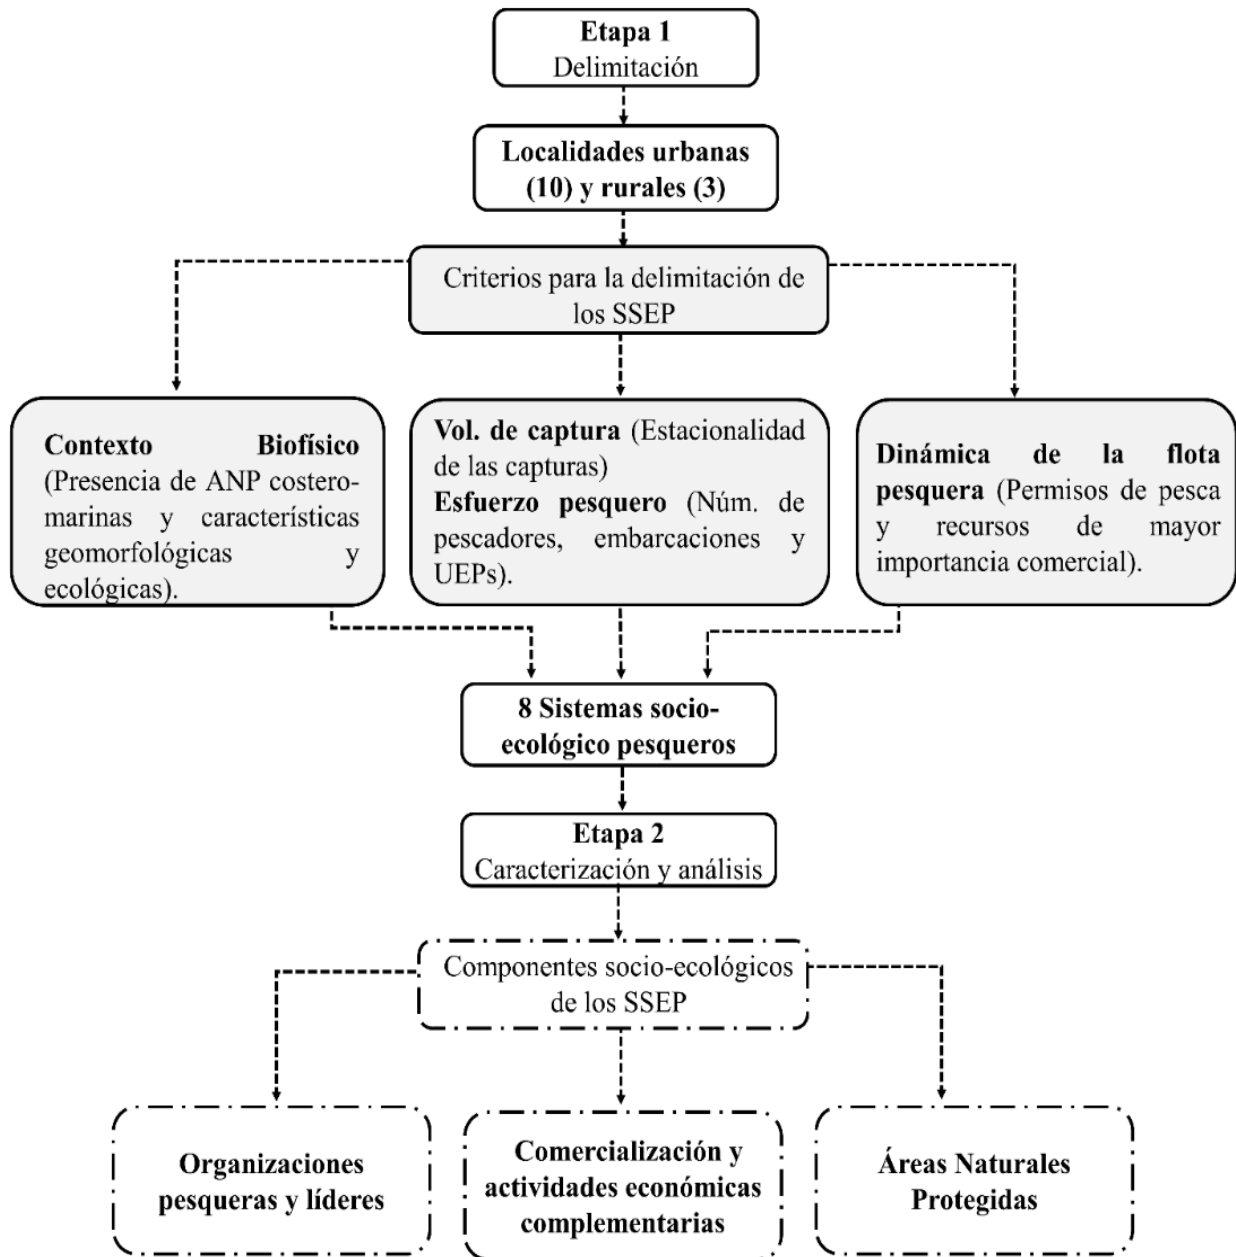 Etapa 1
Delimitación
Localidades urbanas
(10) y rurales (3)
Criterios para la delimitación de
los SSEP
Contexto Biofísico
(Presencia de ANP costero-
marinas y características
geomorfológicas y
ecológicas).
Vol. de captura (Estacionalidad
de las capturas)
Esfuerzo pesquero (Núm. de
pescadores, embarcaciones y
UEPs).
Dinámica de la flota
pesquera (Permisos de pesca
y recursos de mayor
importancia comercial).
8 Sistemas socio-
ecológico pesqueros
Etapa 2
Caracterización y análisis
Componentes socio-ecológicos
de los SSEP
Organizaciones
pesqueras y líderes
Comercialización y
actividades económicas
complementarias
Áreas Naturales
Protegidas